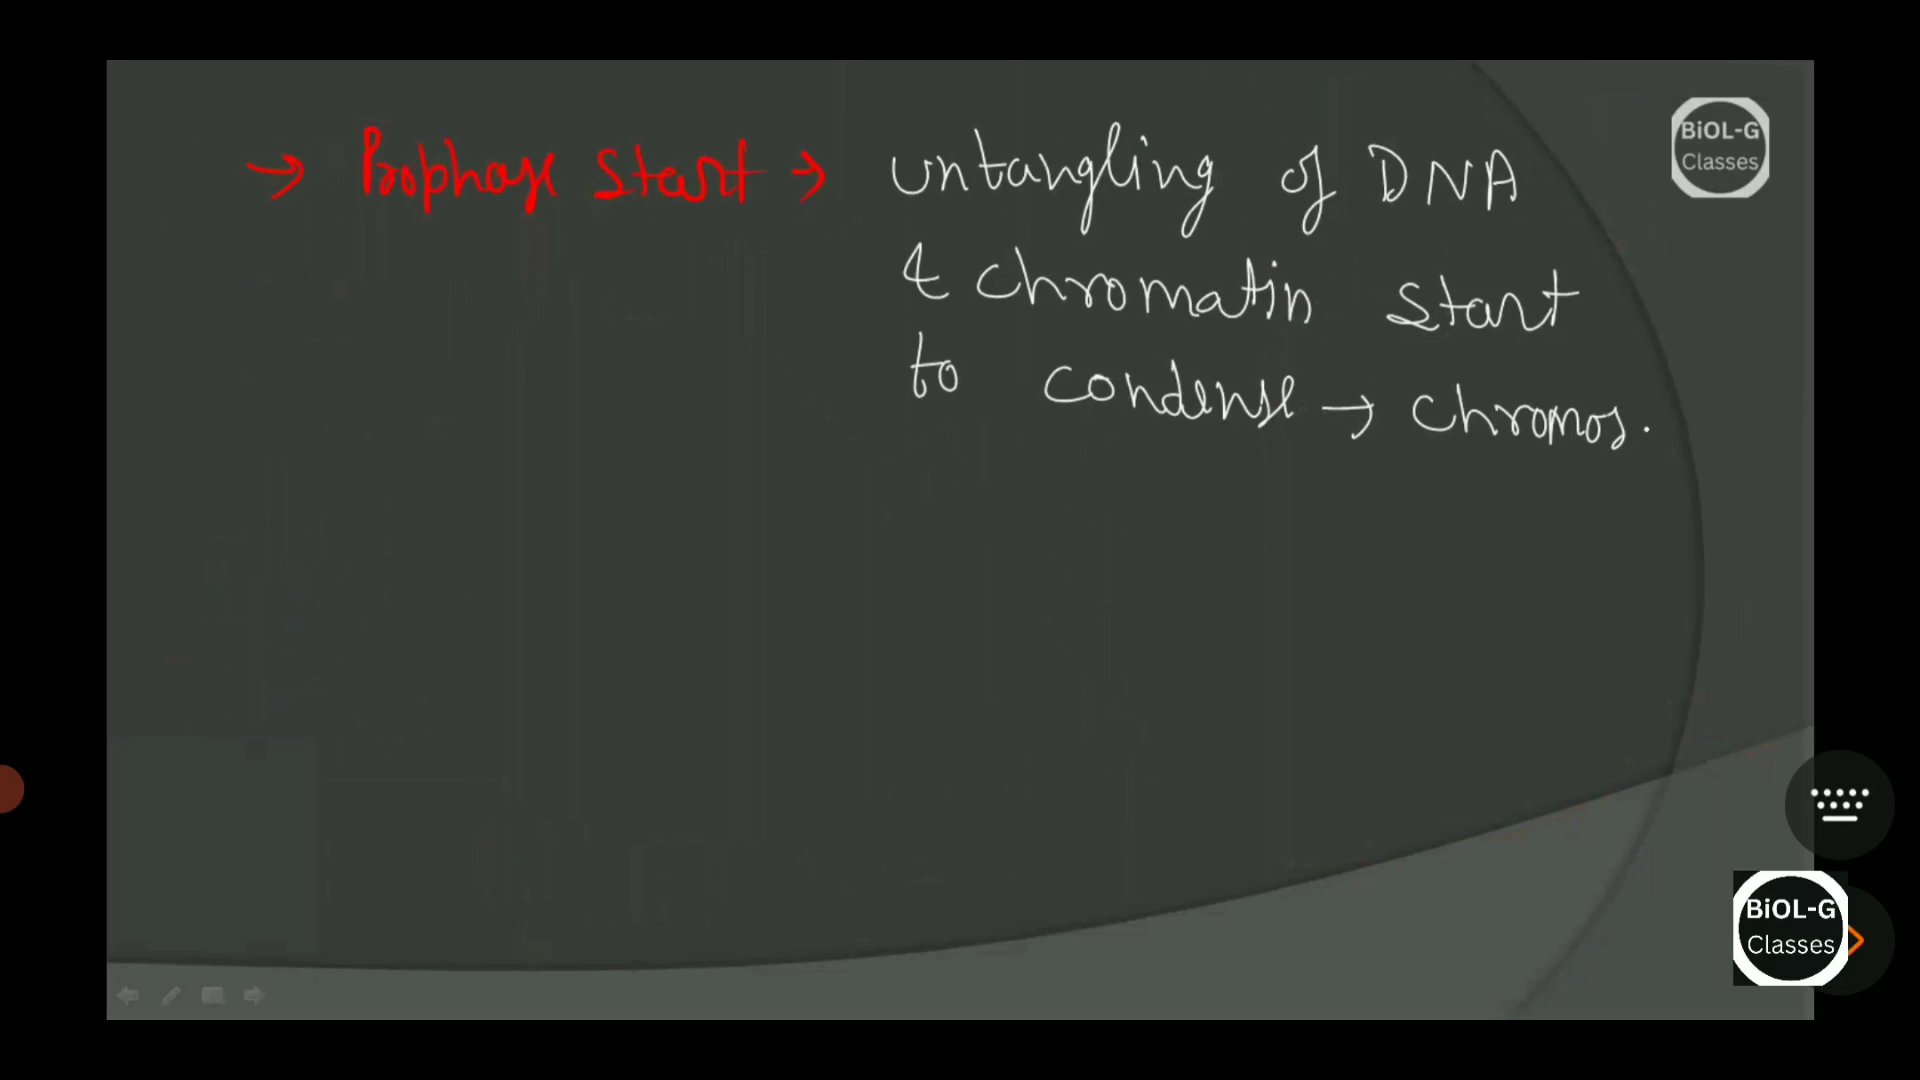 → Prophase Start → untangling of DNA
& chromatin start
to condense → chromos.
BiOL-G
Classes
BiOL-G
Classes